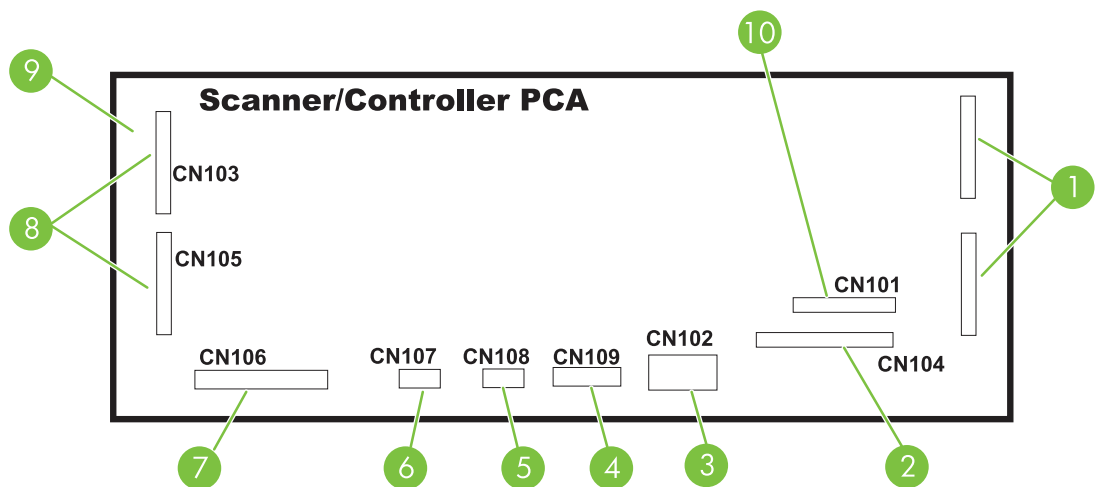 10
9
Scanner/Controller PCA
CN103
1
8
CN105
CN101
CN102
CN106
CN107
CN108
CN109
CN104
7
6
5
4
3
2